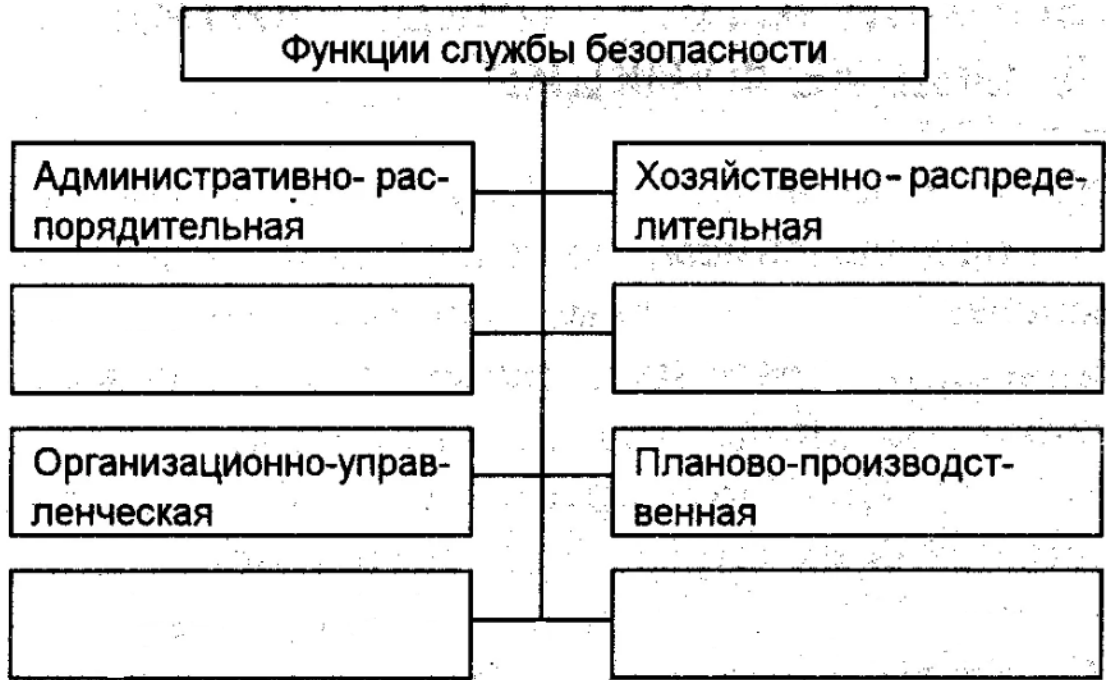 Функции службы безопасности
Административно- рас-
порядительная
Хозяйственно- распреде-
лительная
Организационно-управ-
ленческая
Планово-производст-
венная